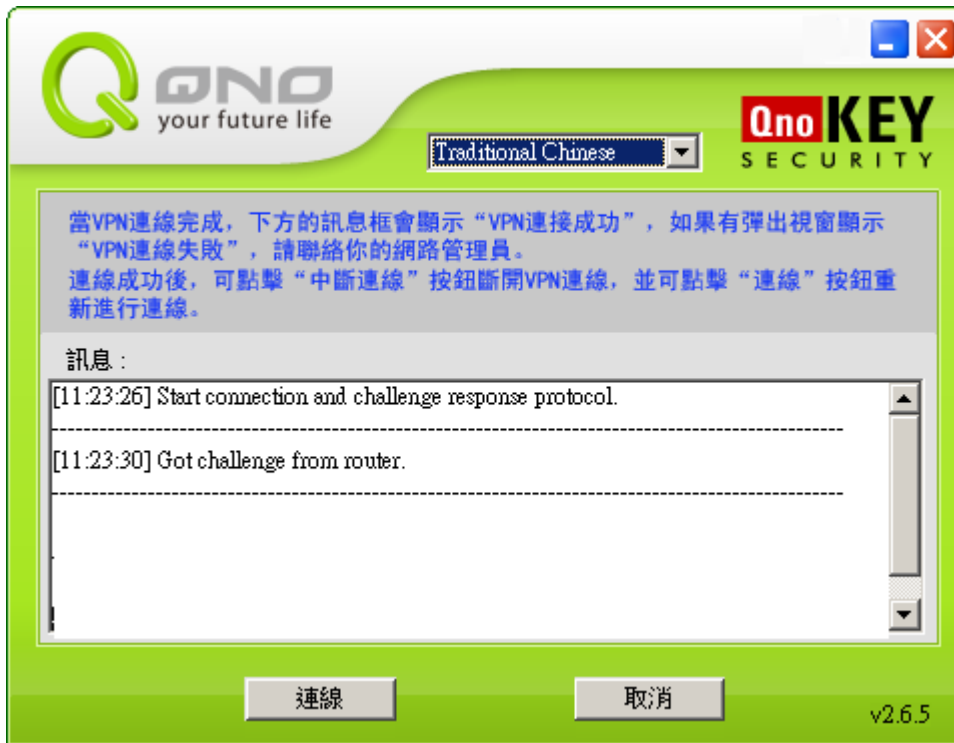 QNO
your future life
Qno KEY
SECURITY
Traditional Chinese
當VPN連線完成，下方的訊息框會顯示“VPN連接成功”，如果有彈出視窗顯示
“VPN連線失敗”，請聯絡你的網路管理員。
連線成功後，可點擊“中斷連線”按鈕斷開VPN連線，並可點擊“連線”按鈕重
新進行連線。
訊息：
[11:23:26] Start connection and challenge response protocol.
[11:23:30] Got challenge from router.
連線
取消
v2.6.5